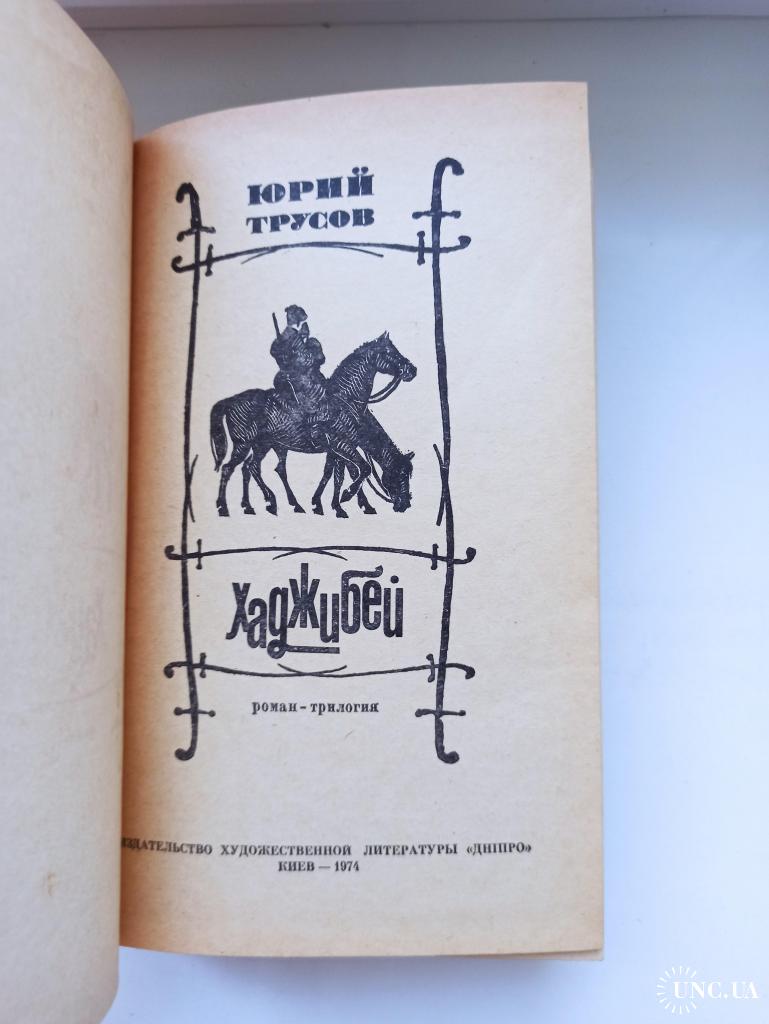 ЮРИЙ
ТРУСОВ
Хаджибей
роман-трилогия
ИЗДАТЕЛЬСТВО ХУДОЖЕСТВЕННОЙ ЛИТЕРАТУРЫ «ДНІПРО»
КИЕВ — 1974
UNC.UA